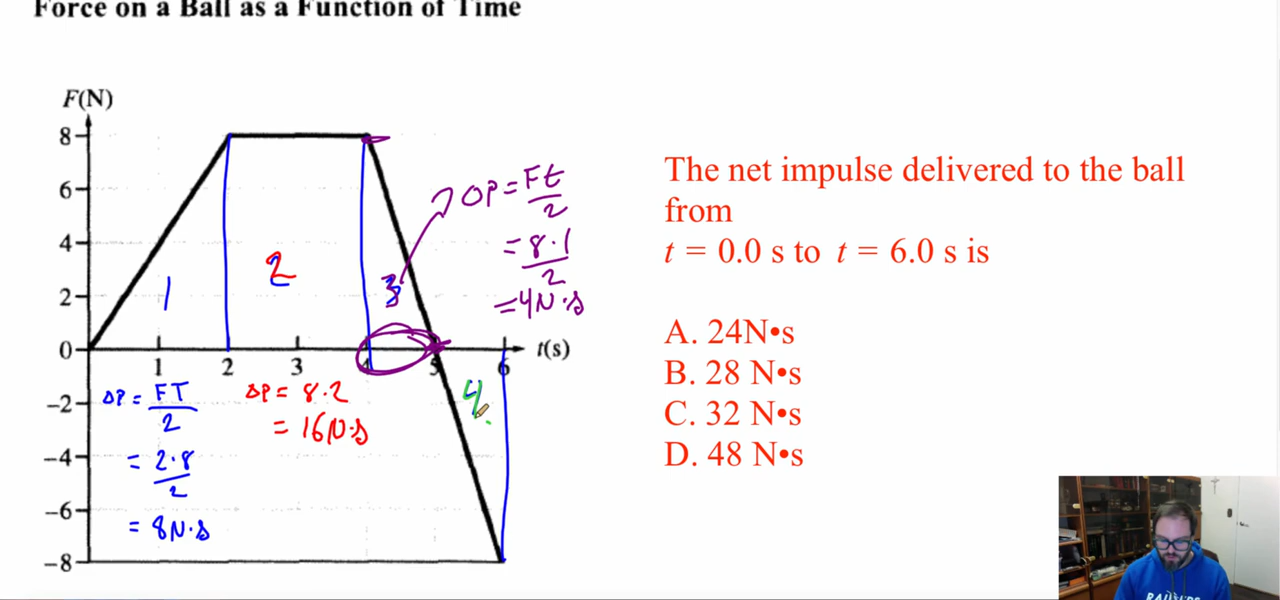 Force on a Ball as a Function of Time
F(N)
8
6
4
2
0
-2
-4
-6
-8
1
2
3
4
5
6
t(s)
1
2
3
4
ΔP = FT
2
= 2·8
2
= 8N·s
ΔP = 8·2
= 16N·s
ΔP = Ft
2
= 8·1
2
= 4N·s
The net impulse delivered to the ball
from
t = 0.0 s to t = 6.0 s is
A. 24N•s
B. 28 N•s
C. 32 N•s
D. 48 N•s